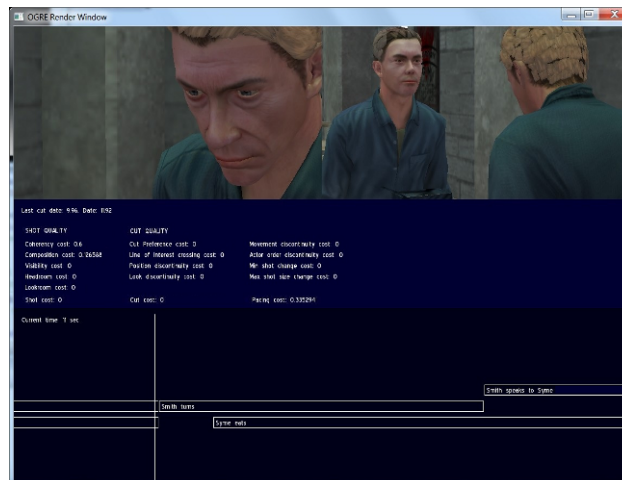 OGRE Render Window
Last cut date: 9.96. Date: 11.92
SHOT QUALITY
CUT QUALITY
Coherency cost: 0.6
Cut Preference cost: 0
Movement discontinuity cost: 0
Composition cost: 0.26568
Line of Interest crossing cost: 0
Actor order discontinuity cost: 0
Visibility cost: 0
Position discontinuity cost: 0
Min shot change cost: 0
Headroom cost: 0
Look discontinuity cost: 0
Max shot size change cost: 0
Lookroom cost: 0
Shot cost: 0
Cut cost: 0
Pacing cost: 0.335291
Current time: 11 sec
Smith speaks to Syme
Smith turns
Syme eats